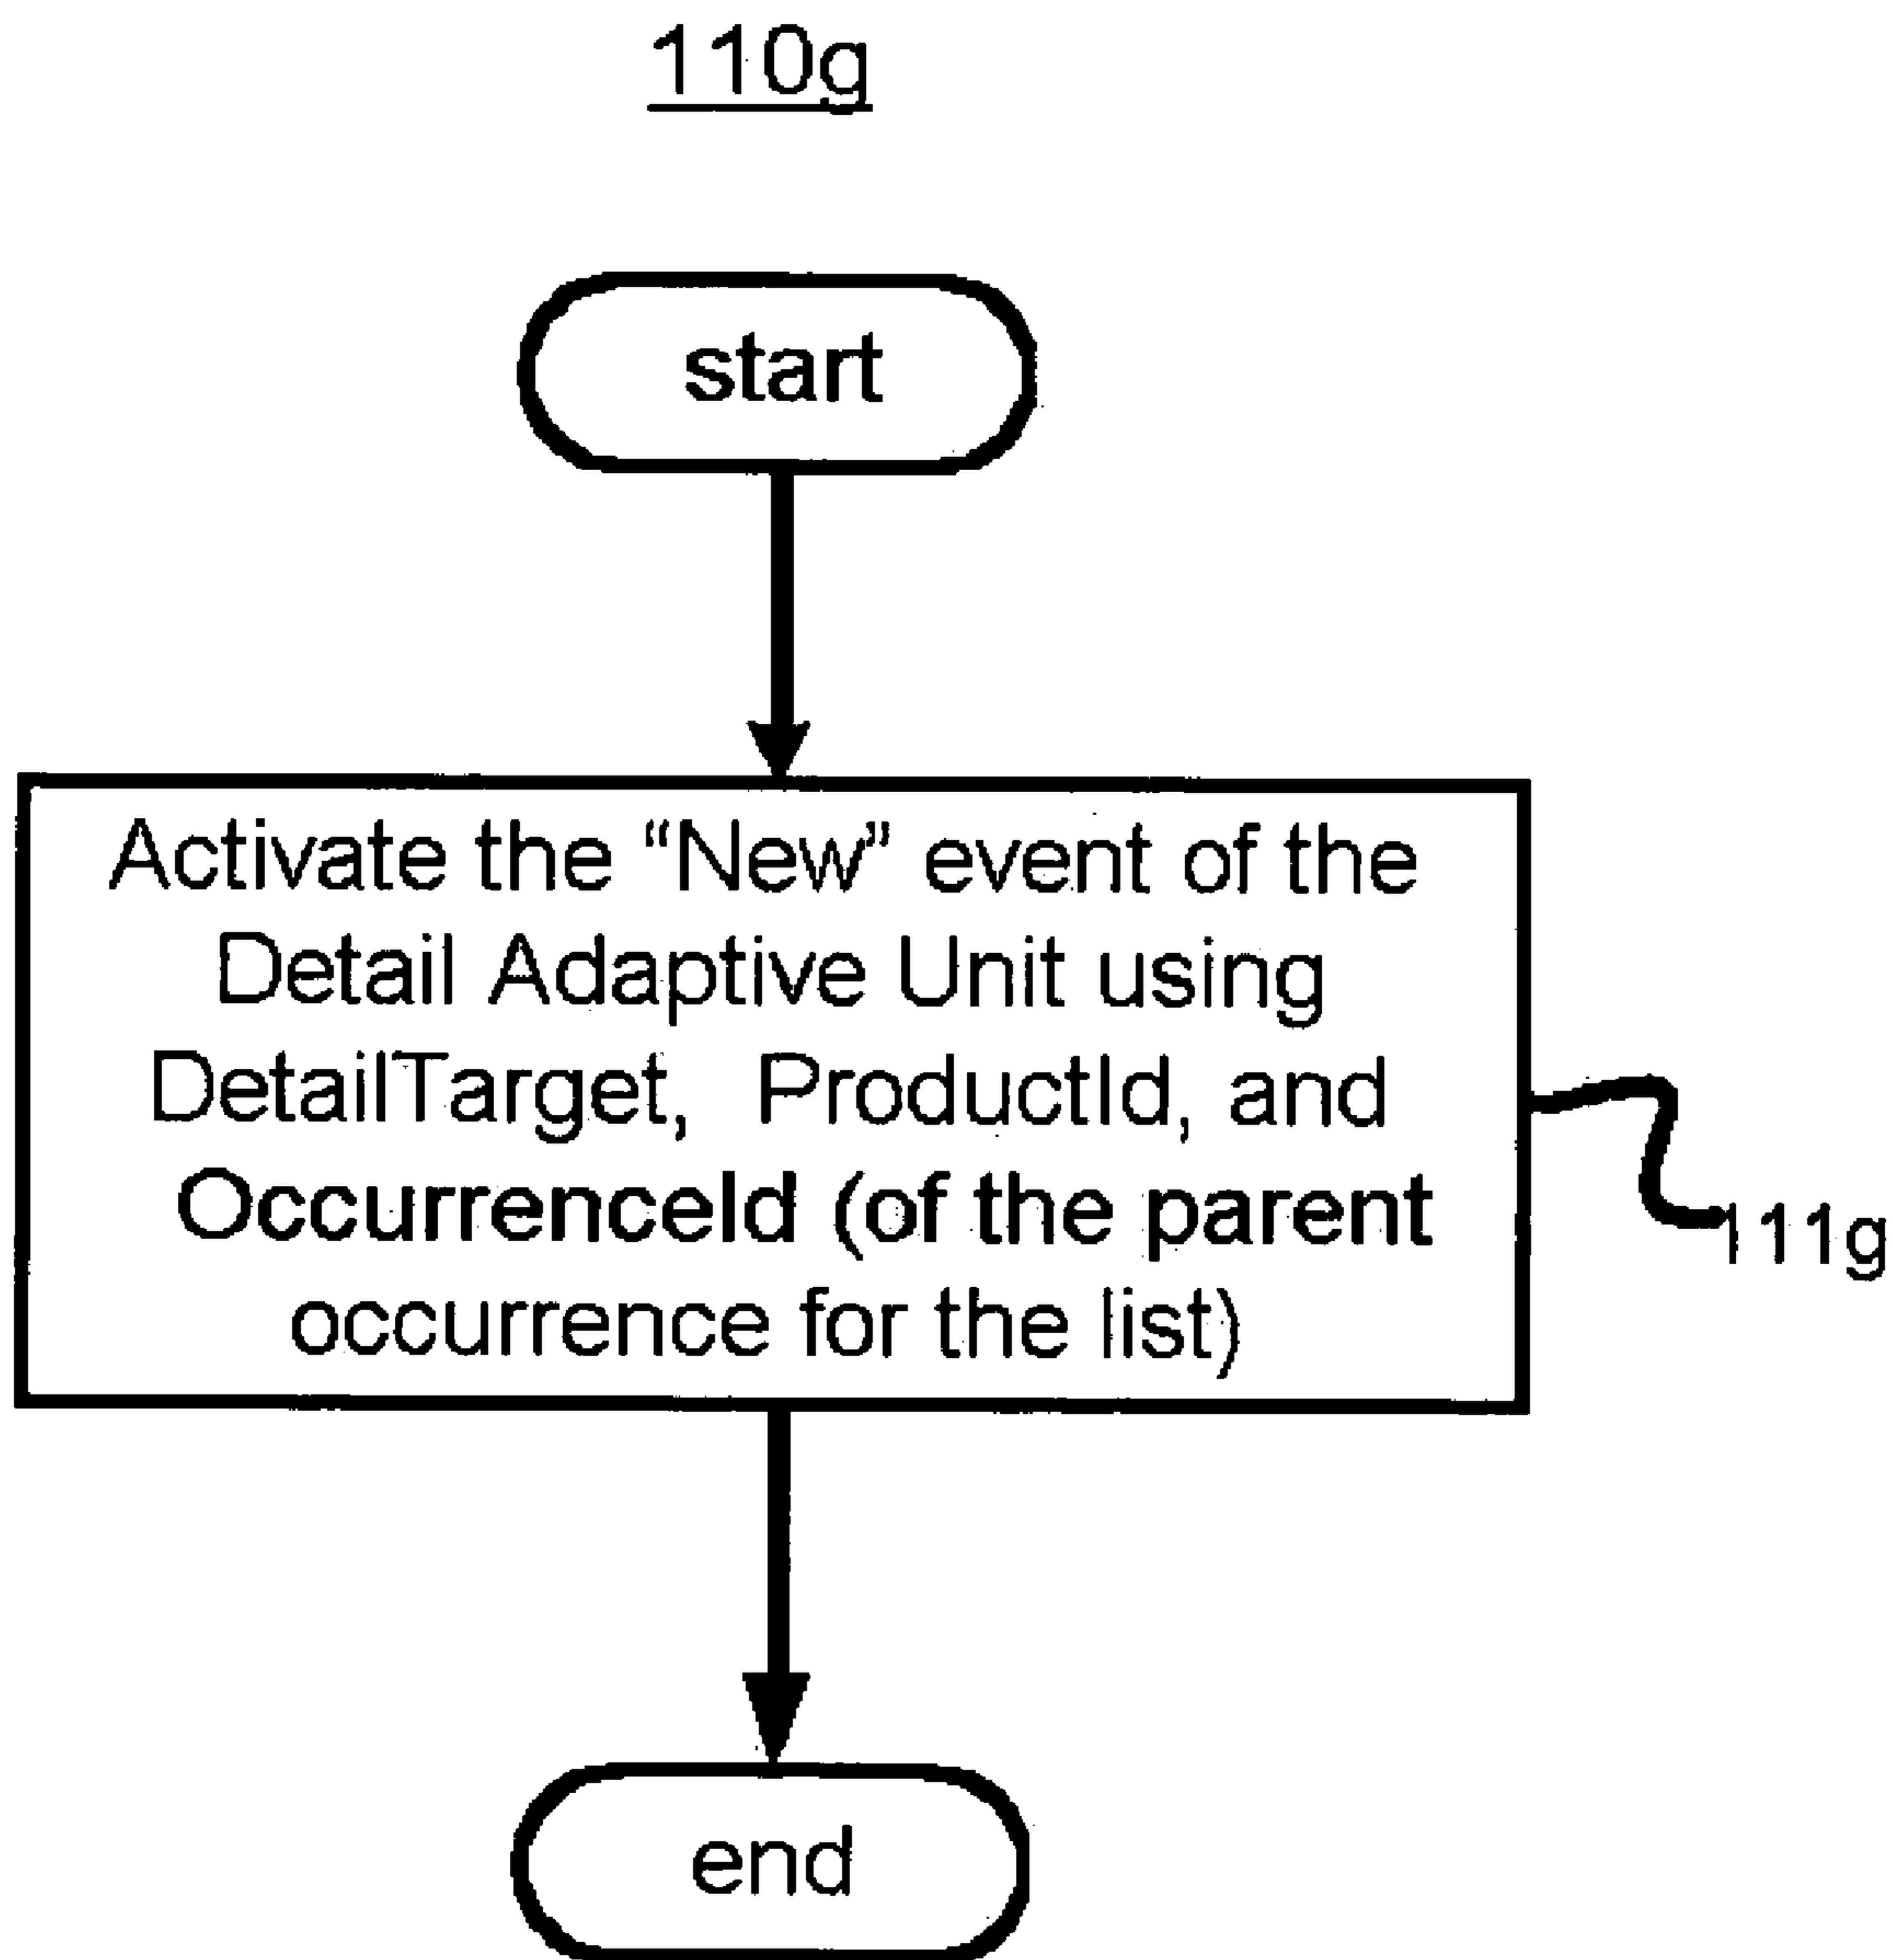 110g
start
Activate the “New” event of the
Detail Adaptive Unit using
DetailTarget, ProductId, and
OccurrenceId (of the parent
occurrence for the list)
111g
end